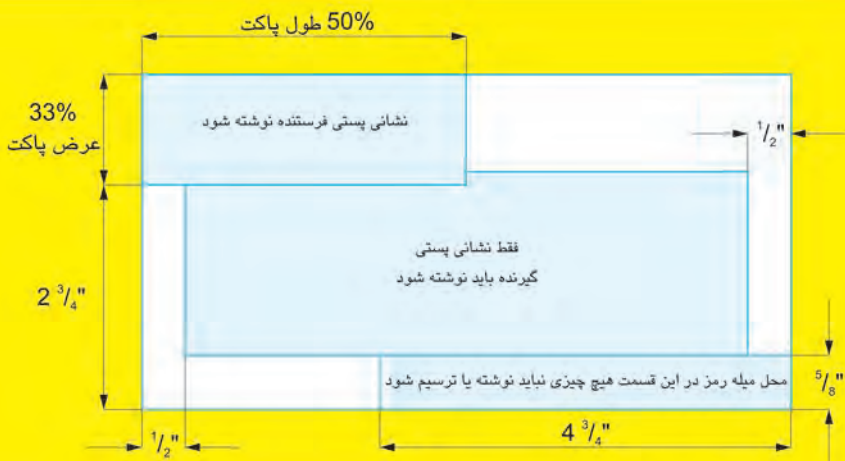 50% طول پاکت
33%
عرض پاکت
نشانی پستی فرستنده نوشته شود
1/2"
فقط نشانی پستی
گیرنده باید نوشته شود
2 3/4"
محل میله رمز در این قسمت هیچ چیزی نباید نوشته یا ترسیم شود
5/8"
1/2"
4 3/4"